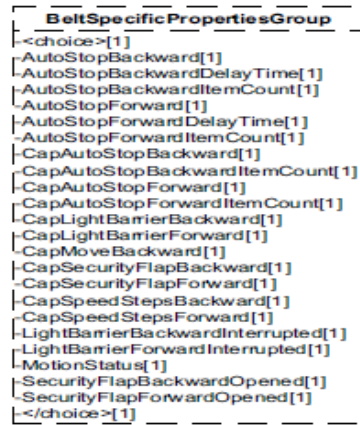 BeltSpecificPropertiesGroup
-<choice>[1]
-AutoStopBackward[1]
-AutoStopBackwardDelayTime[1]
-AutoStopBackwardItemCount[1]
-AutoStopForward[1]
-AutoStopForwardDelayTime[1]
-AutoStopForwardItemCount[1]
-CapAutoStopBackward[1]
-CapAutoStopBackwardItemCount[1]
-CapAutoStopForward[1]
-CapAutoStopForwardItemCount[1]
-CapLightBarrierBackward[1]
-CapLightBarrierForward[1]
-CapMoveBackward[1]
-CapSecurityFlapBackward[1]
-CapSecurityFlapForward[1]
-CapSpeedStepsBackward[1]
-CapSpeedStepsForward[1]
-LightBarrierBackwardInterrupted[1]
-LightBarrierForwardInterrupted[1]
-MotionStatus[1]
-SecurityFlapBackwardOpened[1]
-SecurityFlapForwardOpened[1]
-</choice>[1]